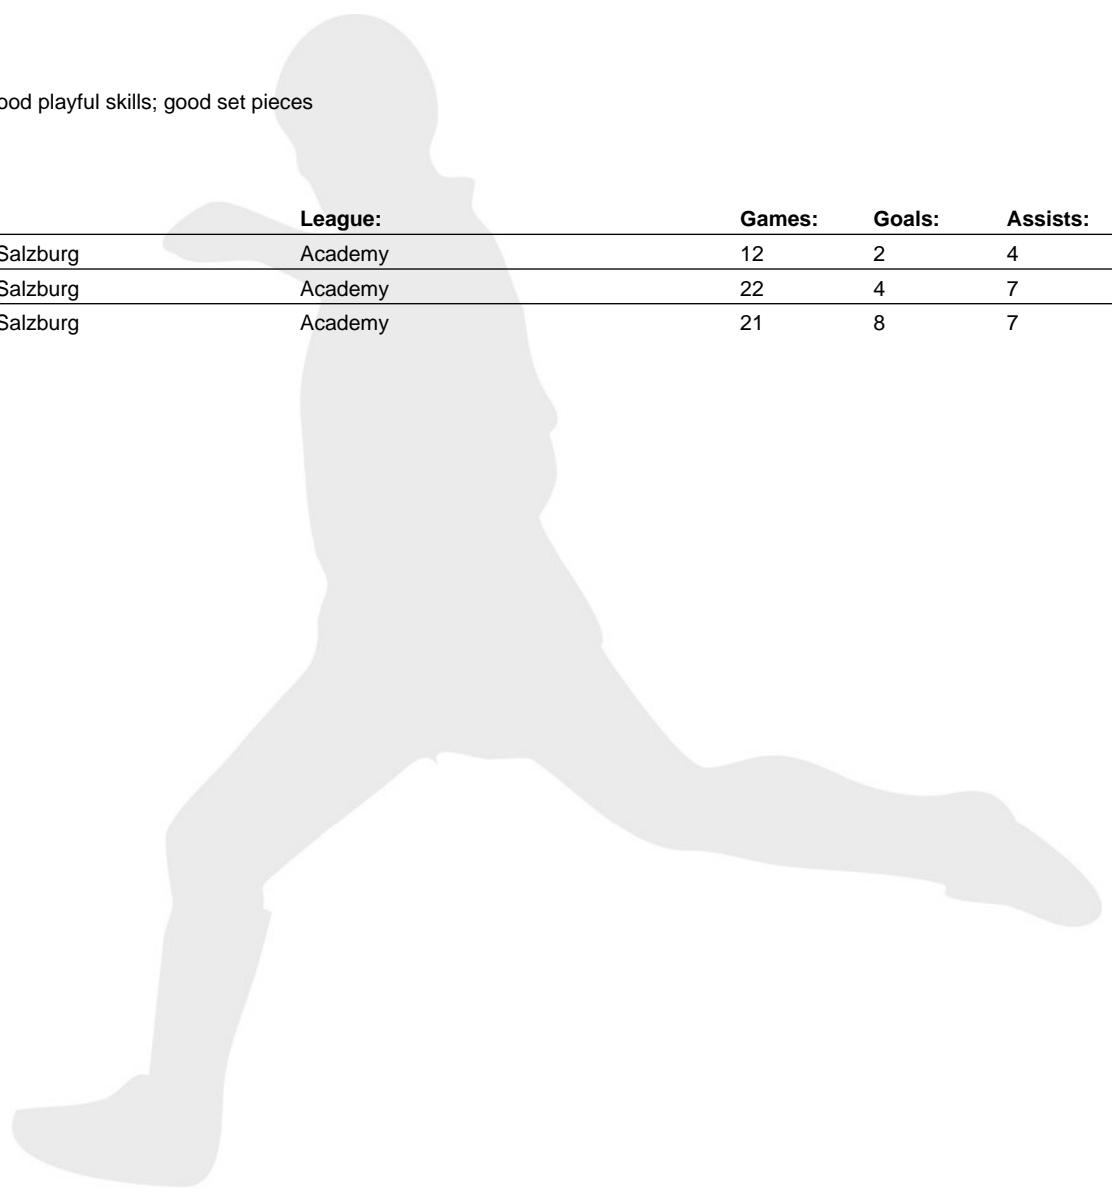 ood playful skills; good set pieces
League: Games: Goals: Assists:
Salzburg Academy 12 2 4
Salzburg Academy 22 4 7
Salzburg Academy 21 8 7